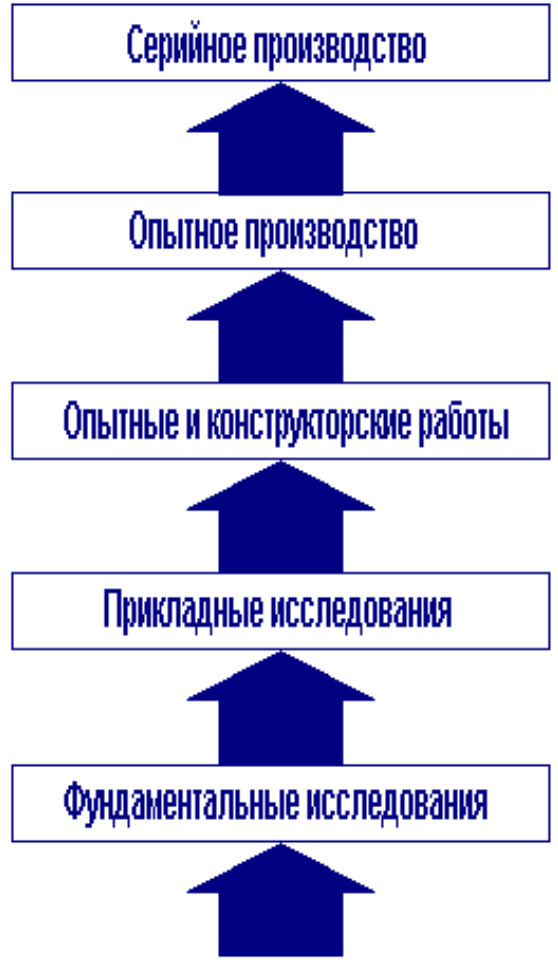 Серийное производство
Опытное производство
Опытные и конструкторские работы
Прикладные исследования
Фундаментальные исследования